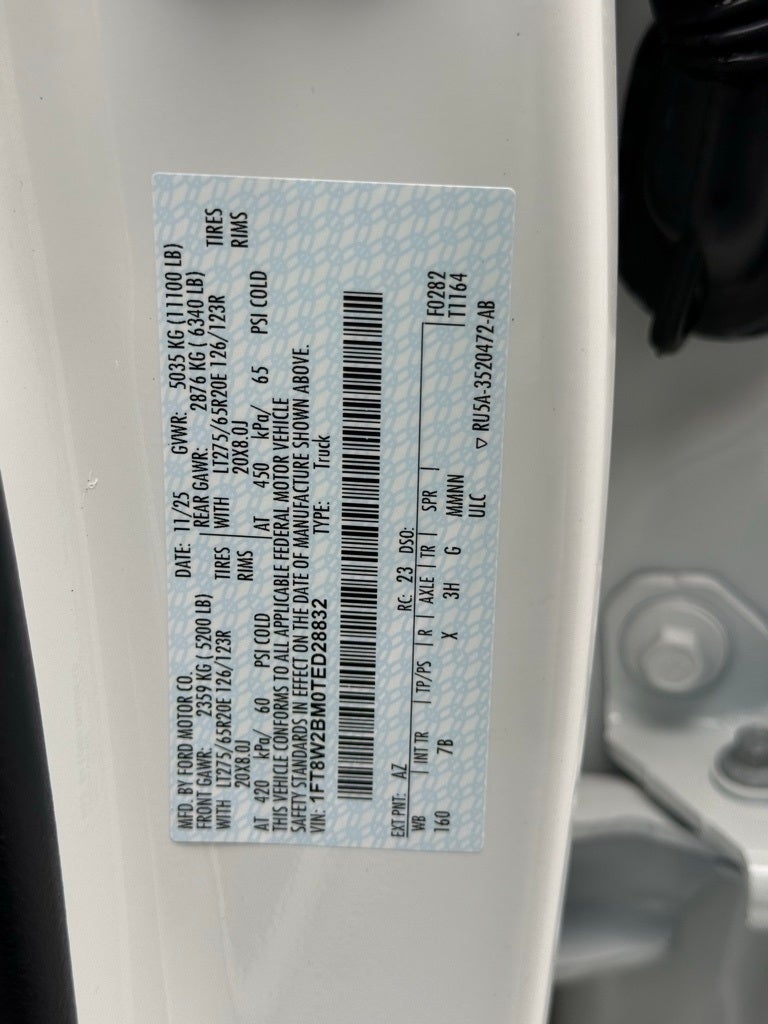 MFD. BY FORD MOTOR CO.
DATE: 11/25 GVWR: 5035 KG (11100 LB)
FRONT GAWR: 2359 KG ( 5200 LB)
REAR GAWR: 2876 KG ( 6340 LB)
WITH LT275/65R20E 126/123R TIRES
WITH LT275/65R20E 126/123R TIRES
20X8.0J RIMS
20X8.0J RIMS
AT 420 kPa/ 60 PSI COLD
AT 450 kPa/ 65 PSI COLD
THIS VEHICLE CONFORMS TO ALL APPLICABLE FEDERAL MOTOR VEHICLE
SAFETY STANDARDS IN EFFECT ON THE DATE OF MANUFACTURE SHOWN ABOVE.
VIN: 1FT8W2BM0TED28832 TYPE: Truck
EXT PNT: AZ RC: 23 DSO:
WB INT TR TP/PS R AXLE TR SPR F0282
160 7B X 3H G MMNN T1164
ULC
▽ RU5A-3520472-AB